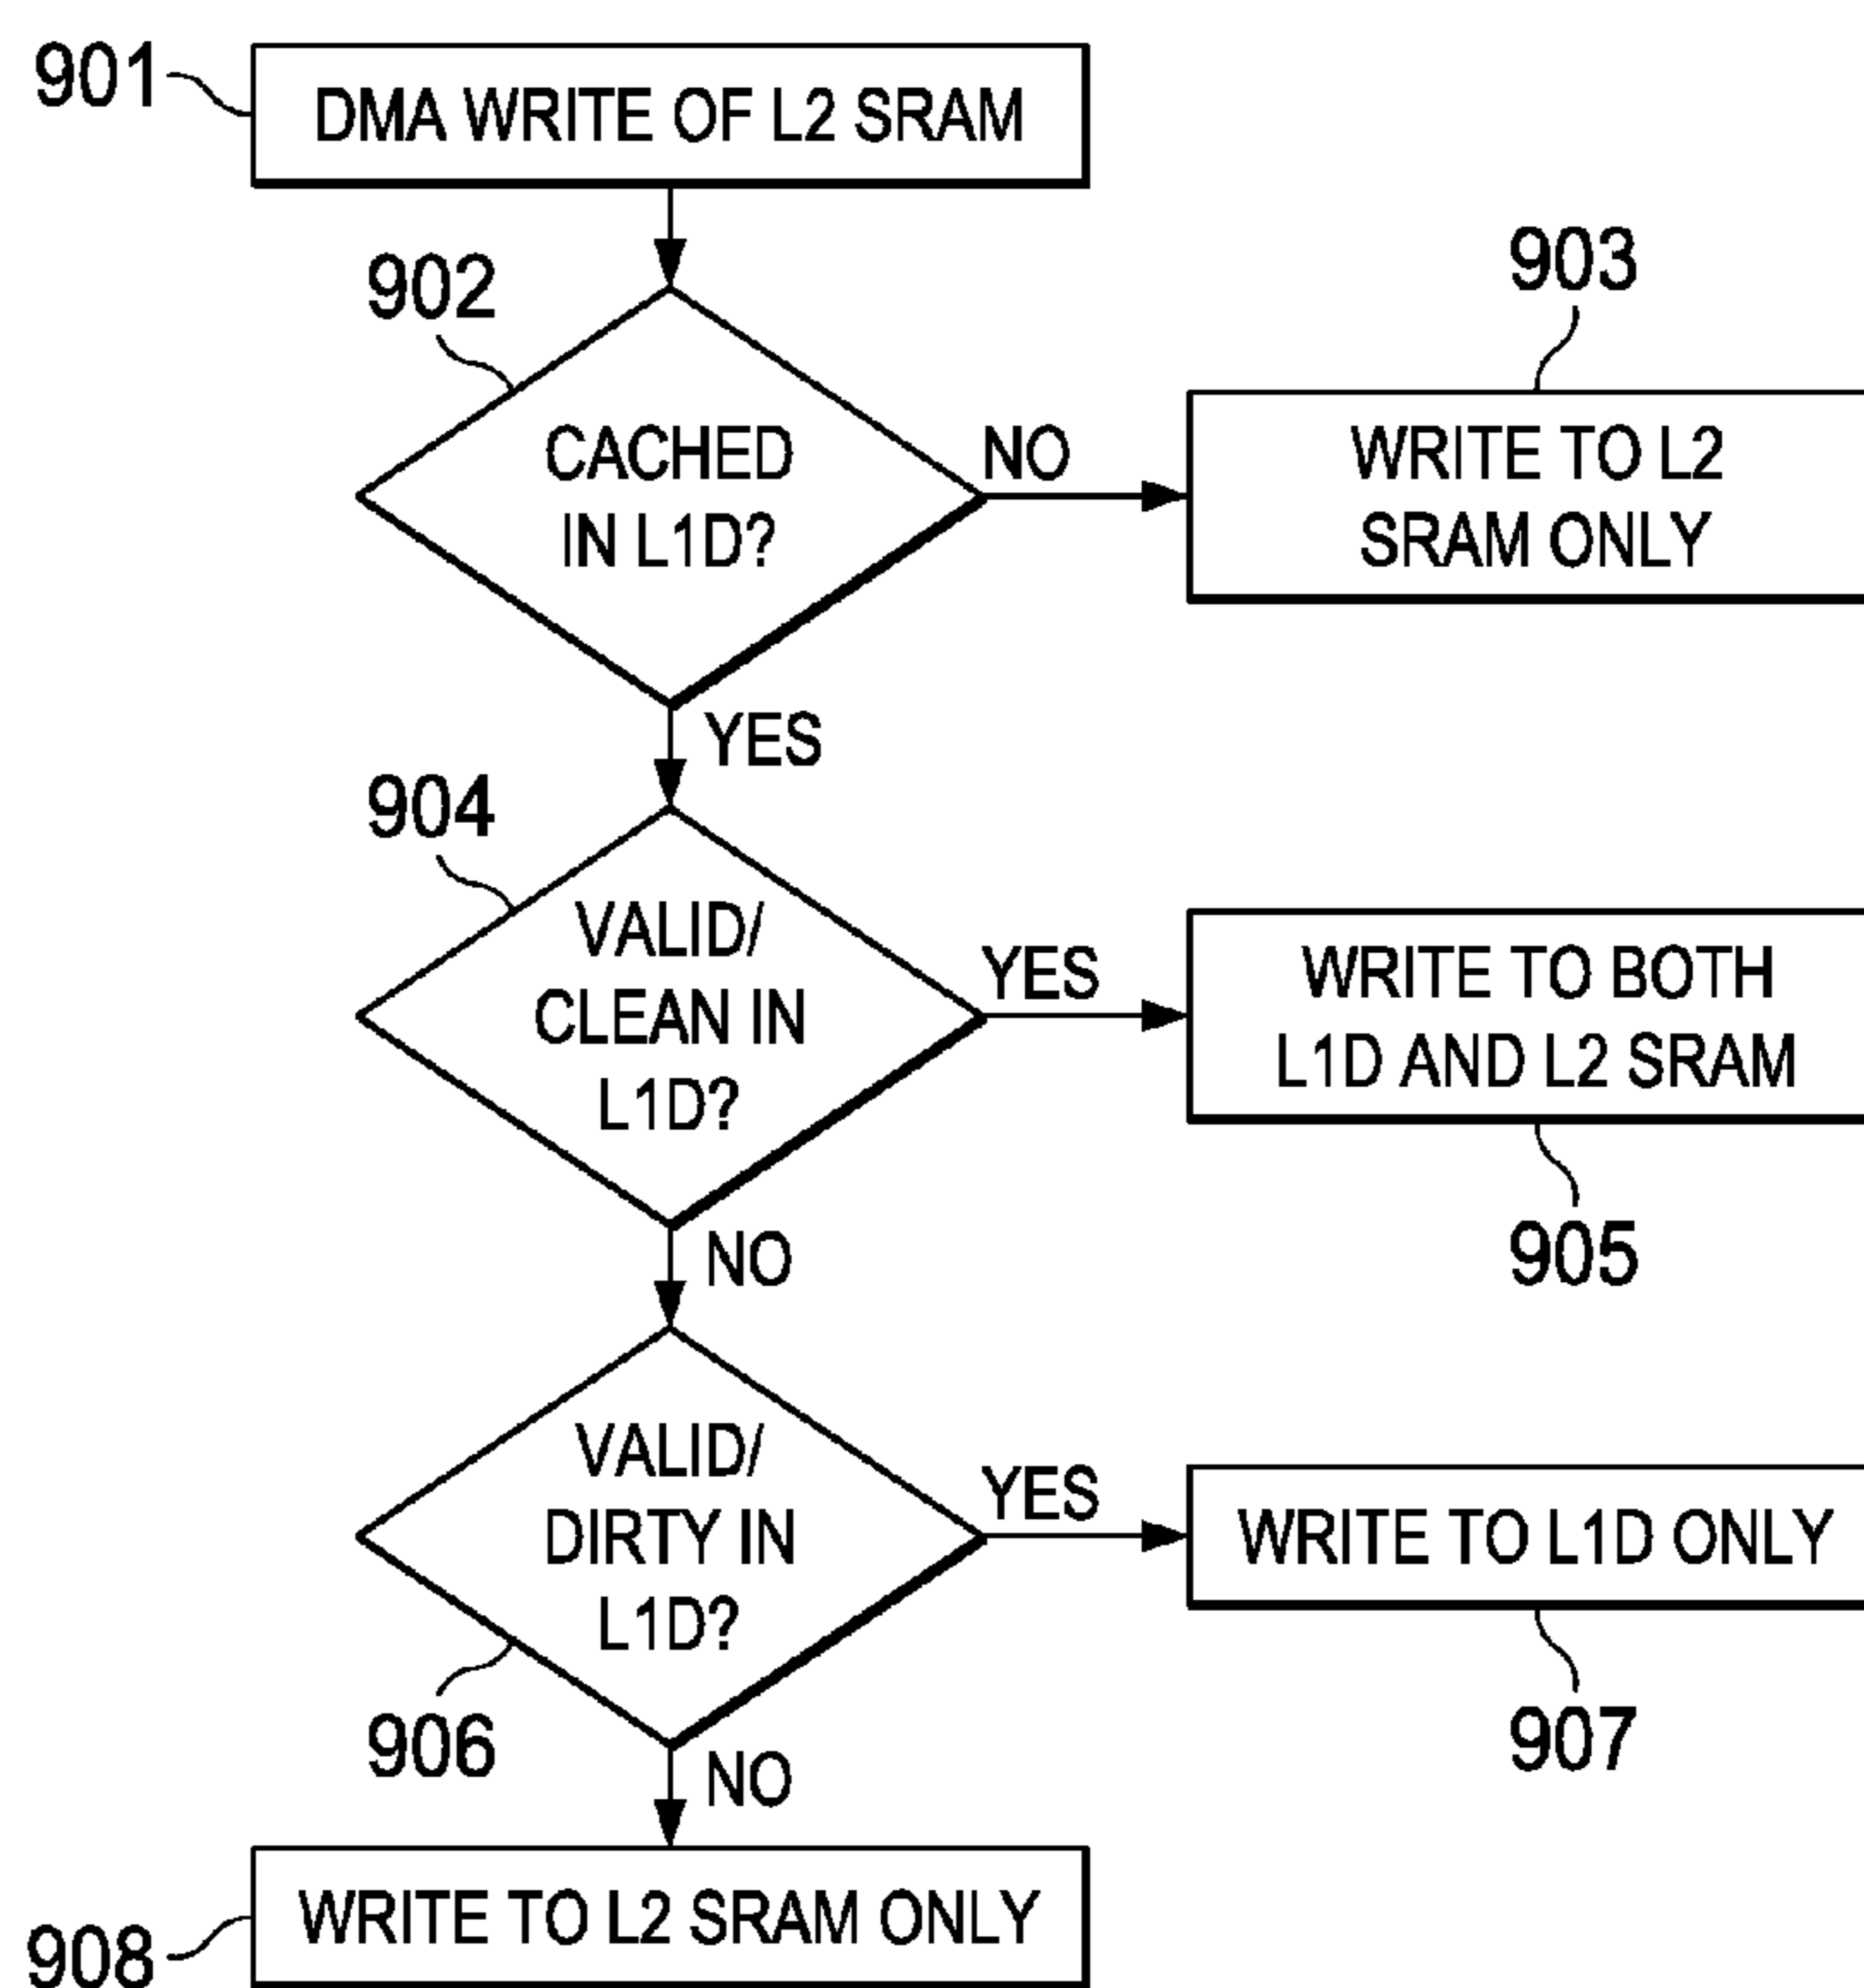 901
DMA WRITE OF L2 SRAM
902
903
CACHED
IN L1D?
NO
WRITE TO L2
SRAM ONLY
YES
904
VALID/
CLEAN IN
L1D?
YES
WRITE TO BOTH
L1D AND L2 SRAM
905
NO
VALID/
DIRTY IN
L1D?
YES
WRITE TO L1D ONLY
906
907
NO
WRITE TO L2 SRAM ONLY
908